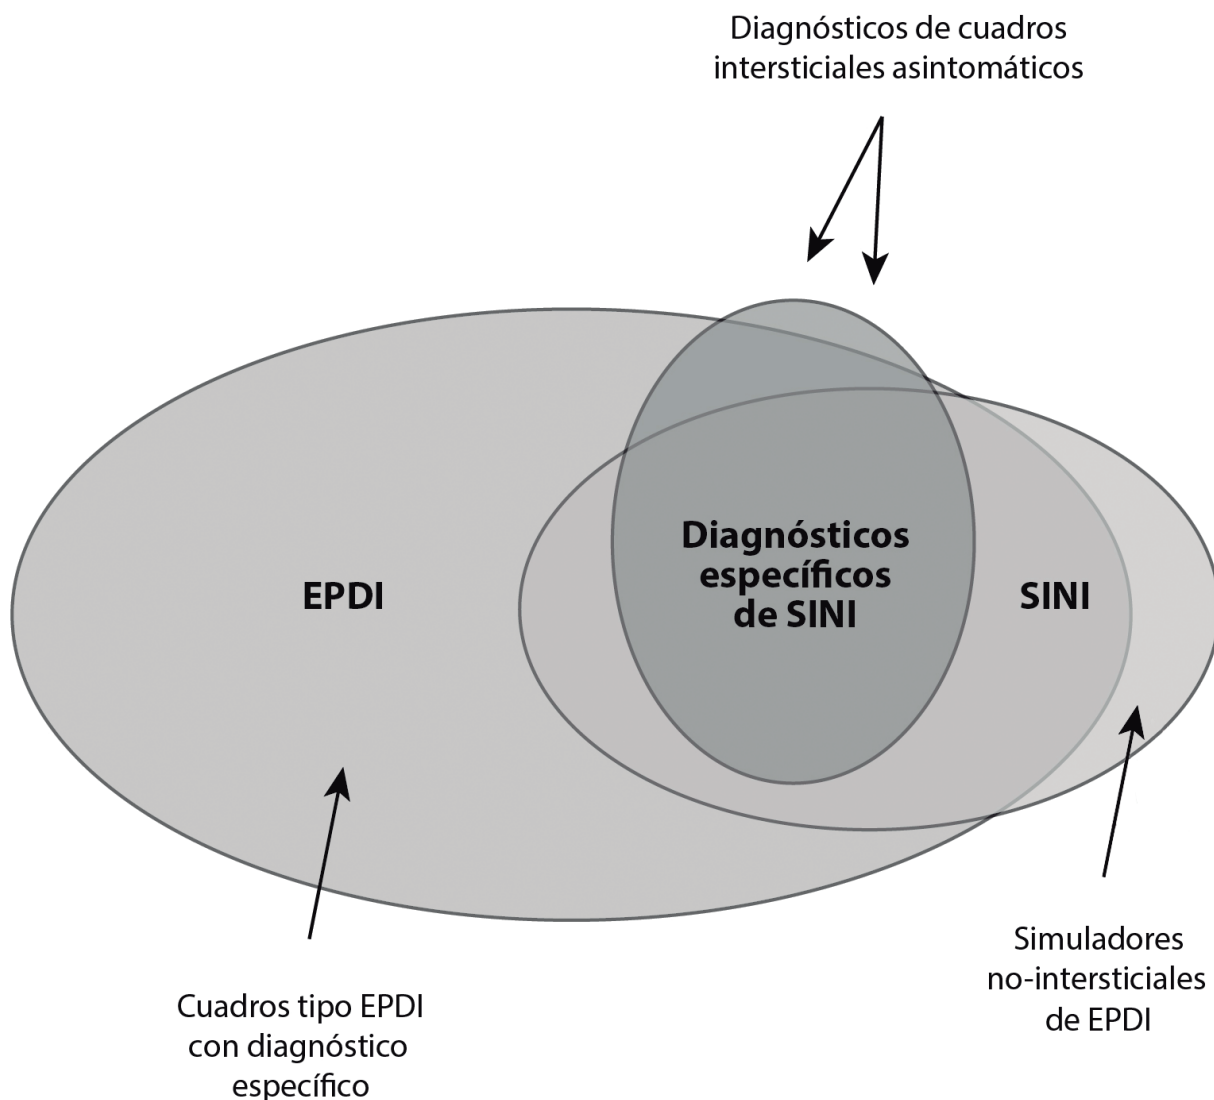 Diagnósticos de cuadros
intersticiales asintomáticos
Diagnósticos
específicos
de SINI
EPDI
SINI
Simuladores
no-intersticiales
de EPDI
Cuadros tipo EPDI
con diagnóstico
específico